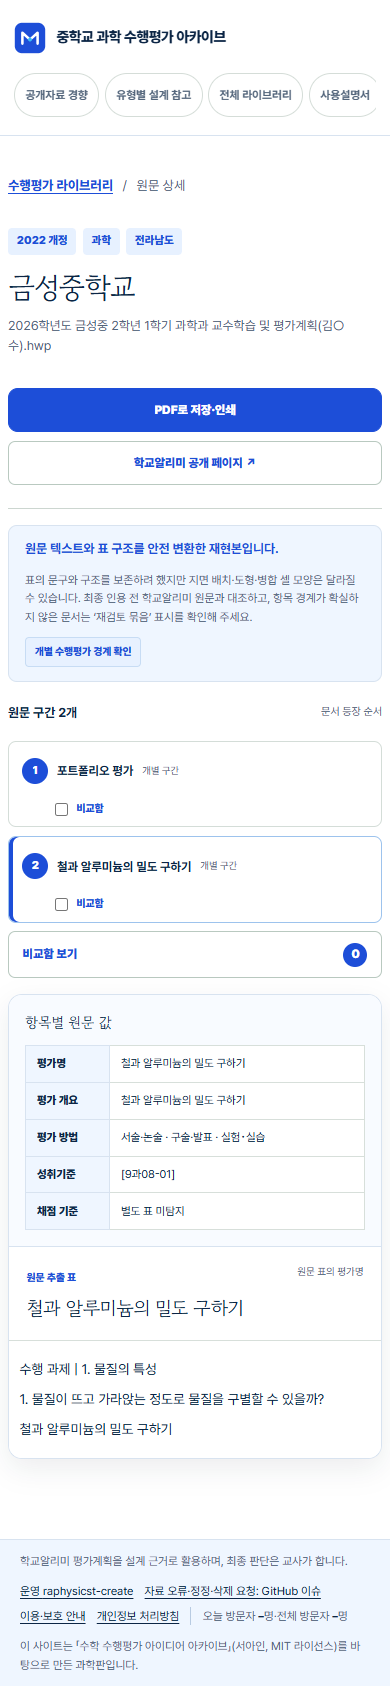 중학교 과학 수행평가 아카이브
공개자료 경향
유형별 설계 참고
전체 라이브러리
사용설명서
수행평가 라이브러리 / 원문 상세
2022 개정
과학
전라남도
금성중학교
2026학년도 금성중 2학년 1학기 과학과 교수학습 및 평가계획(김○
수).hwp
PDF로 저장·인쇄
학교알리미 공개 페이지 ↗
원문 텍스트와 표 구조를 안전 변환한 재현본입니다.
표의 문구와 구조를 보존하려 했지만 지면 배치·도형·병합 셀 모양은 달라질
수 있습니다. 최종 인용 전 학교알리미 원문과 대조하고, 항목 경계가 확실하
지 않은 문서는 ‘재검토 묶음’ 표시를 확인해 주세요.
개별 수행평가 경계 확인
원문 구간 2개
문서 등장 순서
1 포트폴리오 평가 개별 구간
비교함
2 철과 알루미늄의 밀도 구하기 개별 구간
비교함
비교함 보기 0
항목별 원문 값
평가명 철과 알루미늄의 밀도 구하기
평가 개요 철과 알루미늄의 밀도 구하기
평가 방법 서술·논술 · 구술·발표 · 실험·실습
성취기준 [9과08-01]
채점 기준 별도 표 미탐지
원문 추출 표
원문 표의 평가명
철과 알루미늄의 밀도 구하기
수행 과제 | 1. 물질의 특성
1. 물질이 뜨고 가라앉는 정도로 물질을 구별할 수 있을까?
철과 알루미늄의 밀도 구하기
학교알리미 평가계획을 설계 근거로 활용하며, 최종 판단은 교사가 합니다.
운영 raphysicst-create 자료 오류·정정·삭제 요청: GitHub 이슈
이용·보호 안내 개인정보 처리방침 오늘 방문자 –명·전체 방문자 –명
이 사이트는 「수학 수행평가 아이디어 아카이브」(서아인, MIT 라이선스)를 바
탕으로 만든 과학판입니다.